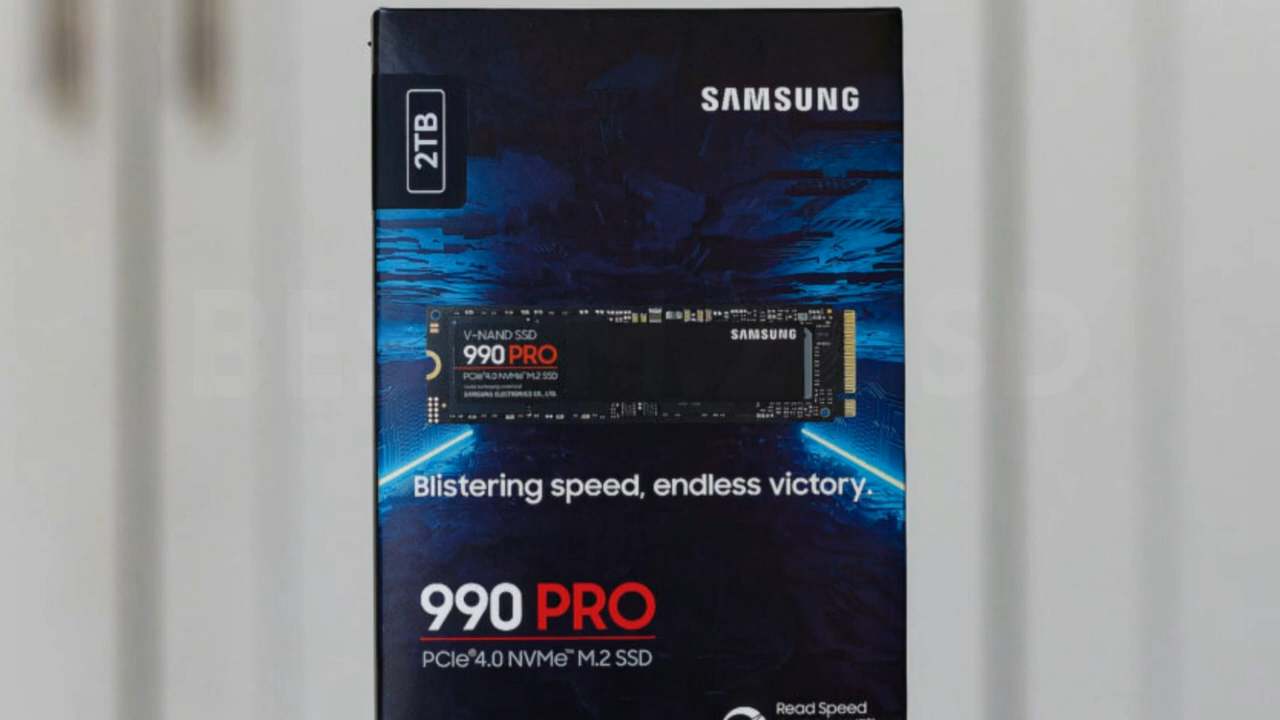 SAMSUNG
2TB
V-NAND SSD
SAMSUNG
990 PRO
PCIe® 4.0 NVMe™ M.2 SSD
SAMSUNG ELECTRONICS CO., LTD.
Blistering speed, endless victory.
990 PRO
PCIe® 4.0 NVMe™ M.2 SSD
Read Speed